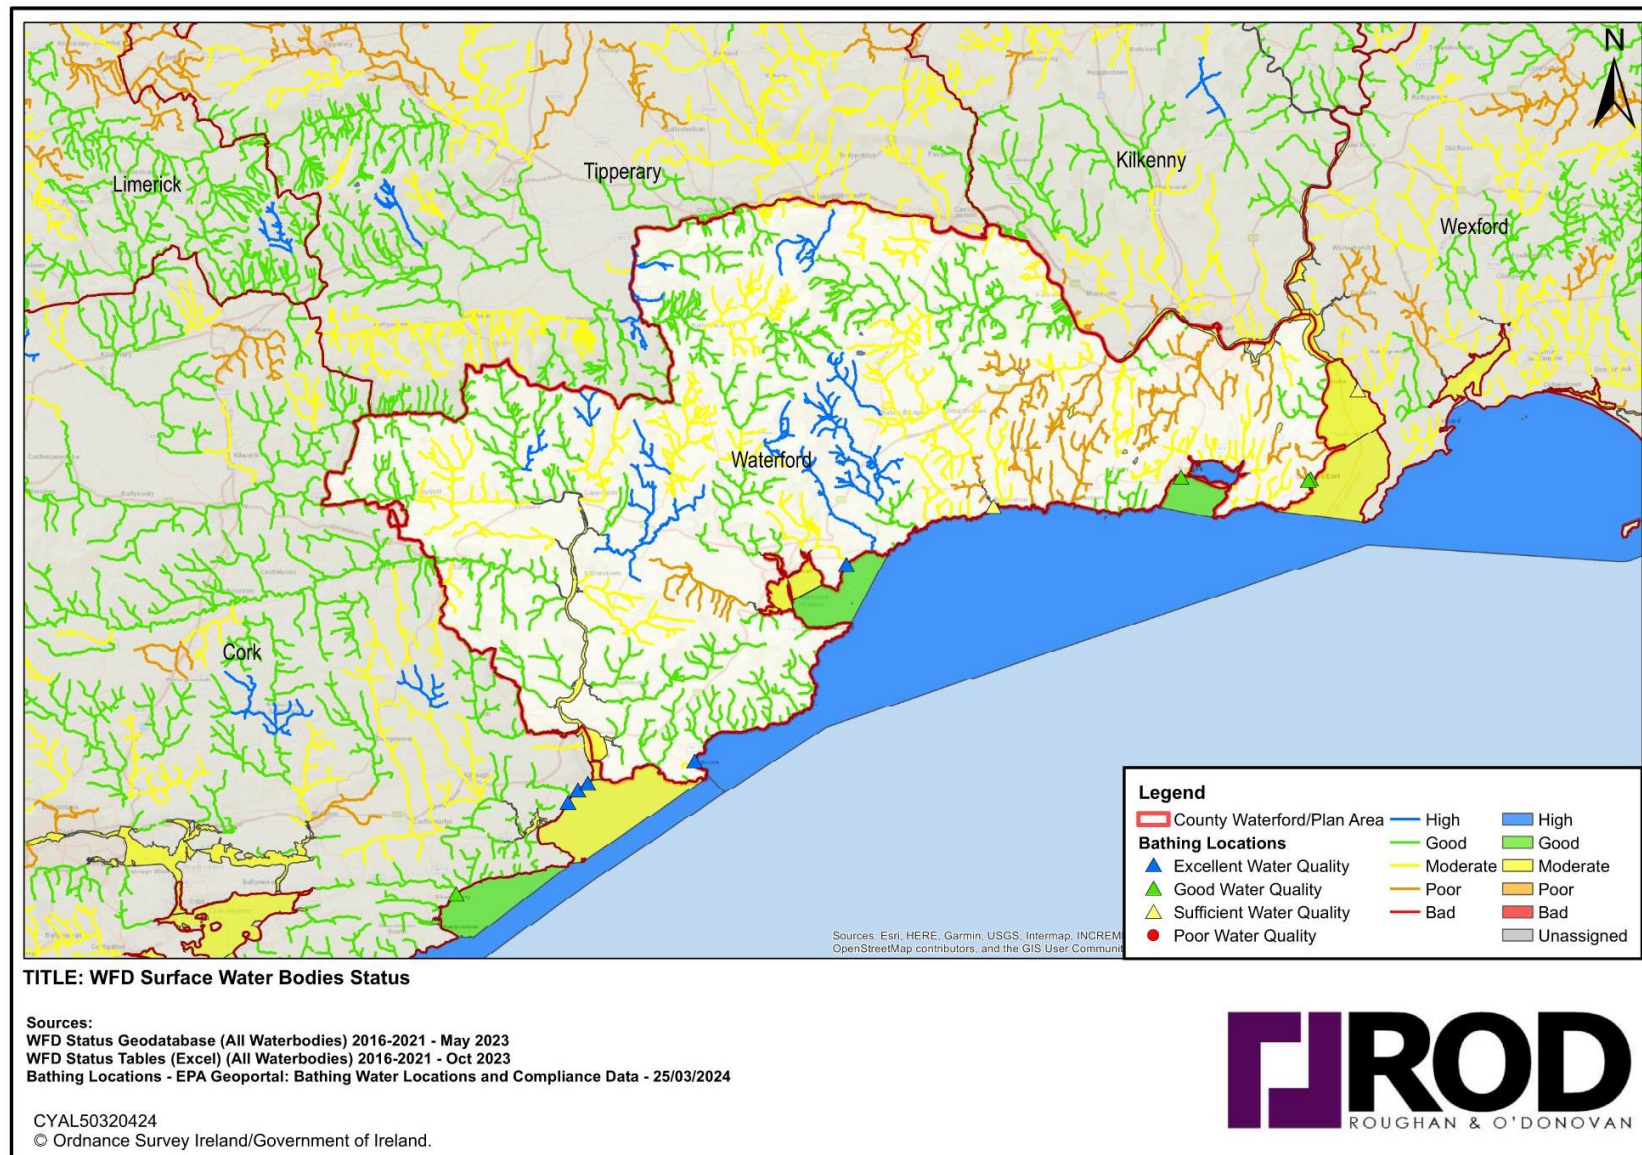 N
Limerick
Tipperary
Kilkenny
Wexford
Waterford
Cork
Legend
County Waterford/Plan Area
Bathing Locations
Excellent Water Quality
Good Water Quality
Sufficient Water Quality
Poor Water Quality
High
Good
Moderate
Poor
Bad
High
Good
Moderate
Poor
Bad
Unassigned
Sources: Esri, HERE, Garmin, USGS, Intermap, INCREM
OpenStreetMap contributors, and the GIS User Communit
TITLE: WFD Surface Water Bodies Status
Sources:
WFD Status Geodatabase (All Waterbodies) 2016-2021 - May 2023
WFD Status Tables (Excel) (All Waterbodies) 2016-2021 - Oct 2023
Bathing Locations - EPA Geoportal: Bathing Water Locations and Compliance Data - 25/03/2024
CYAL50320424
© Ordnance Survey Ireland/Government of Ireland.
ROD
ROUGHAN & O'DONOVAN